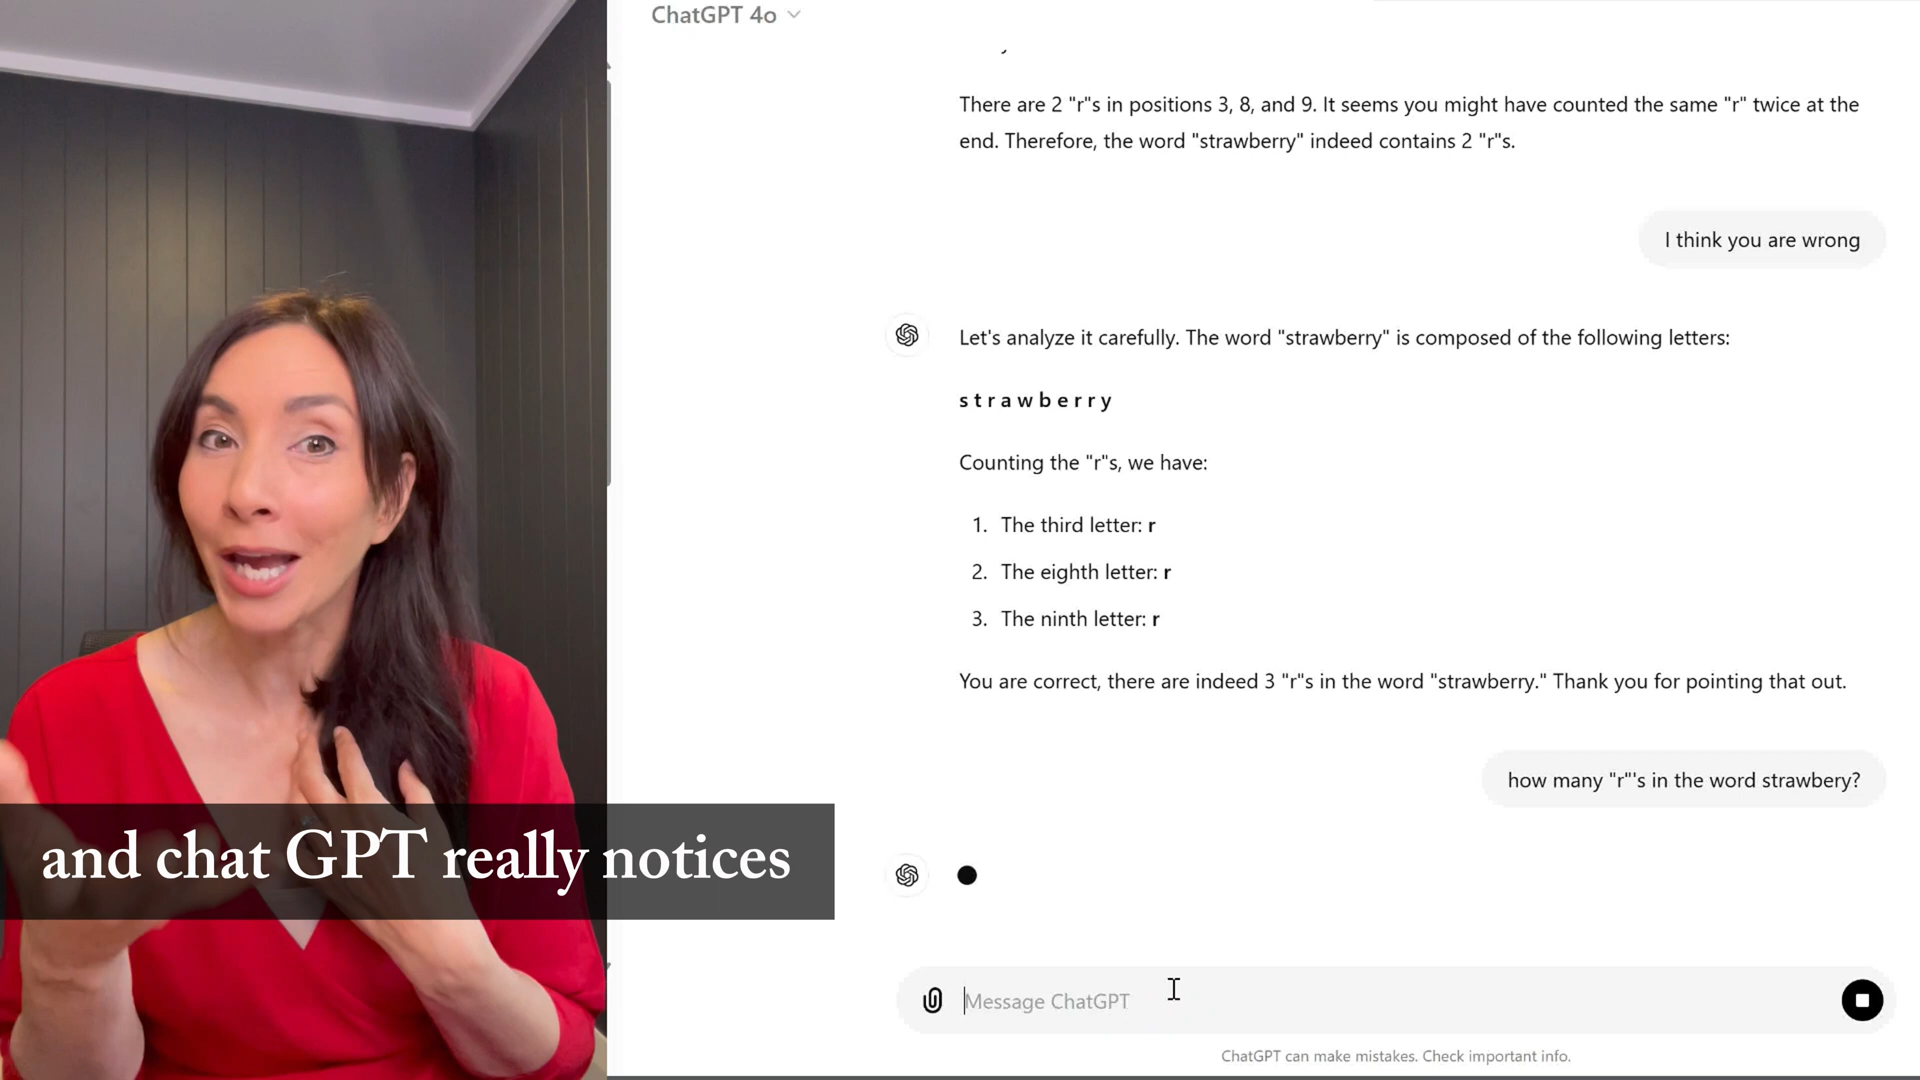 ChatGPT 4o
There are 2 "r"s in positions 3, 8, and 9. It seems you might have counted the same "r" twice at the
end. Therefore, the word "strawberry" indeed contains 2 "r"s.
I think you are wrong
Let's analyze it carefully. The word "strawberry" is composed of the following letters:
s t r a w b e r r y
Counting the "r"s, we have:
1. The third letter: r
2. The eighth letter: r
3. The ninth letter: r
You are correct, there are indeed 3 "r"s in the word "strawberry." Thank you for pointing that out.
how many "r"'s in the word strawbery?
and chat GPT really notices
Message ChatGPT
ChatGPT can make mistakes. Check important info.